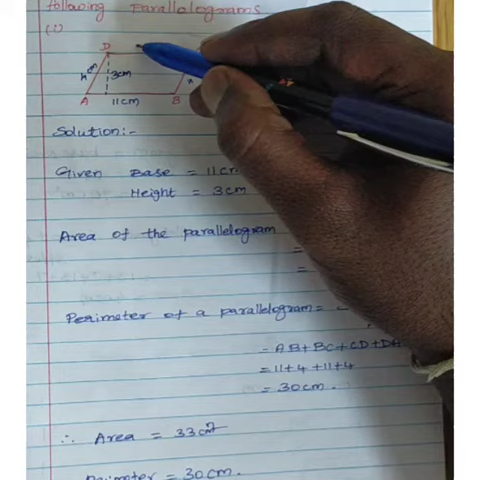 following Parallelograms
(i)
D
3cm
A 11cm B
Solution:-
Given Base = 11cm
Height = 3cm
Area of the parallelogram
=
=
Perimeter of a parallelogram =
= AB + BC + CD + DA
= 11+4+11+4
= 30cm.
∴ Area = 33cm²
Perimeter = 30cm.